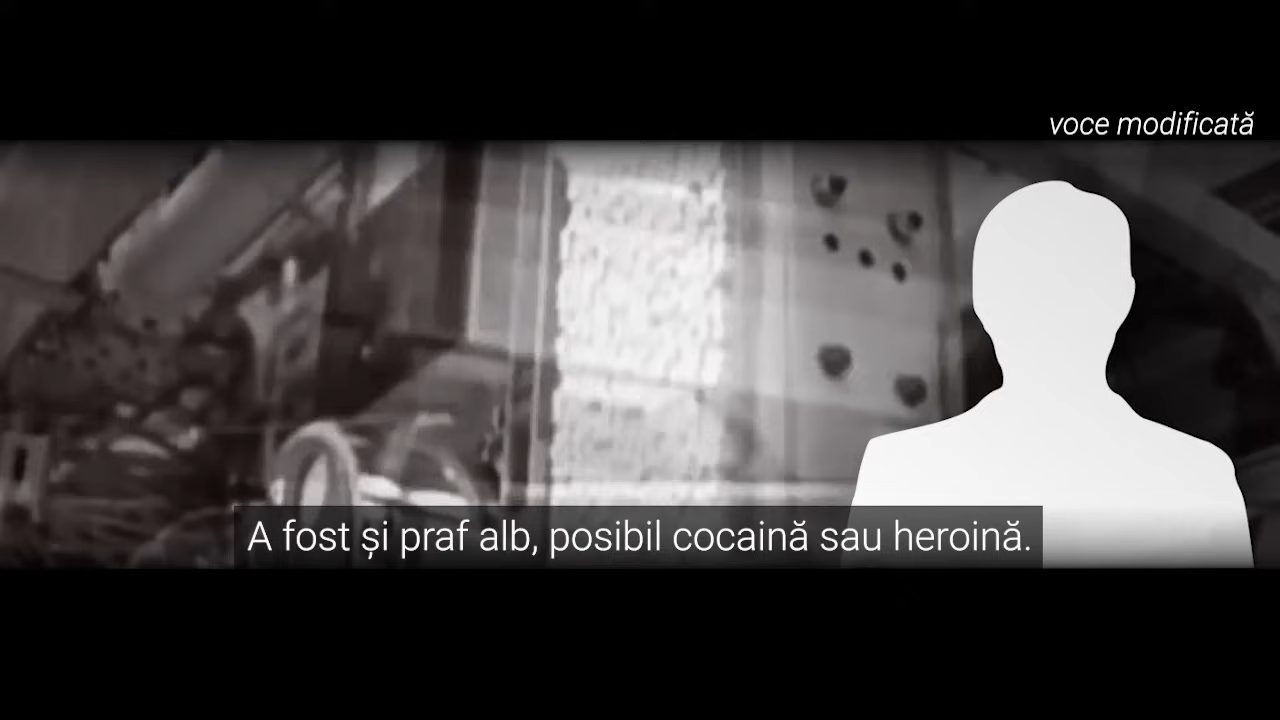 voce modificată
A fost și praf alb, posibil cocaină sau heroină.